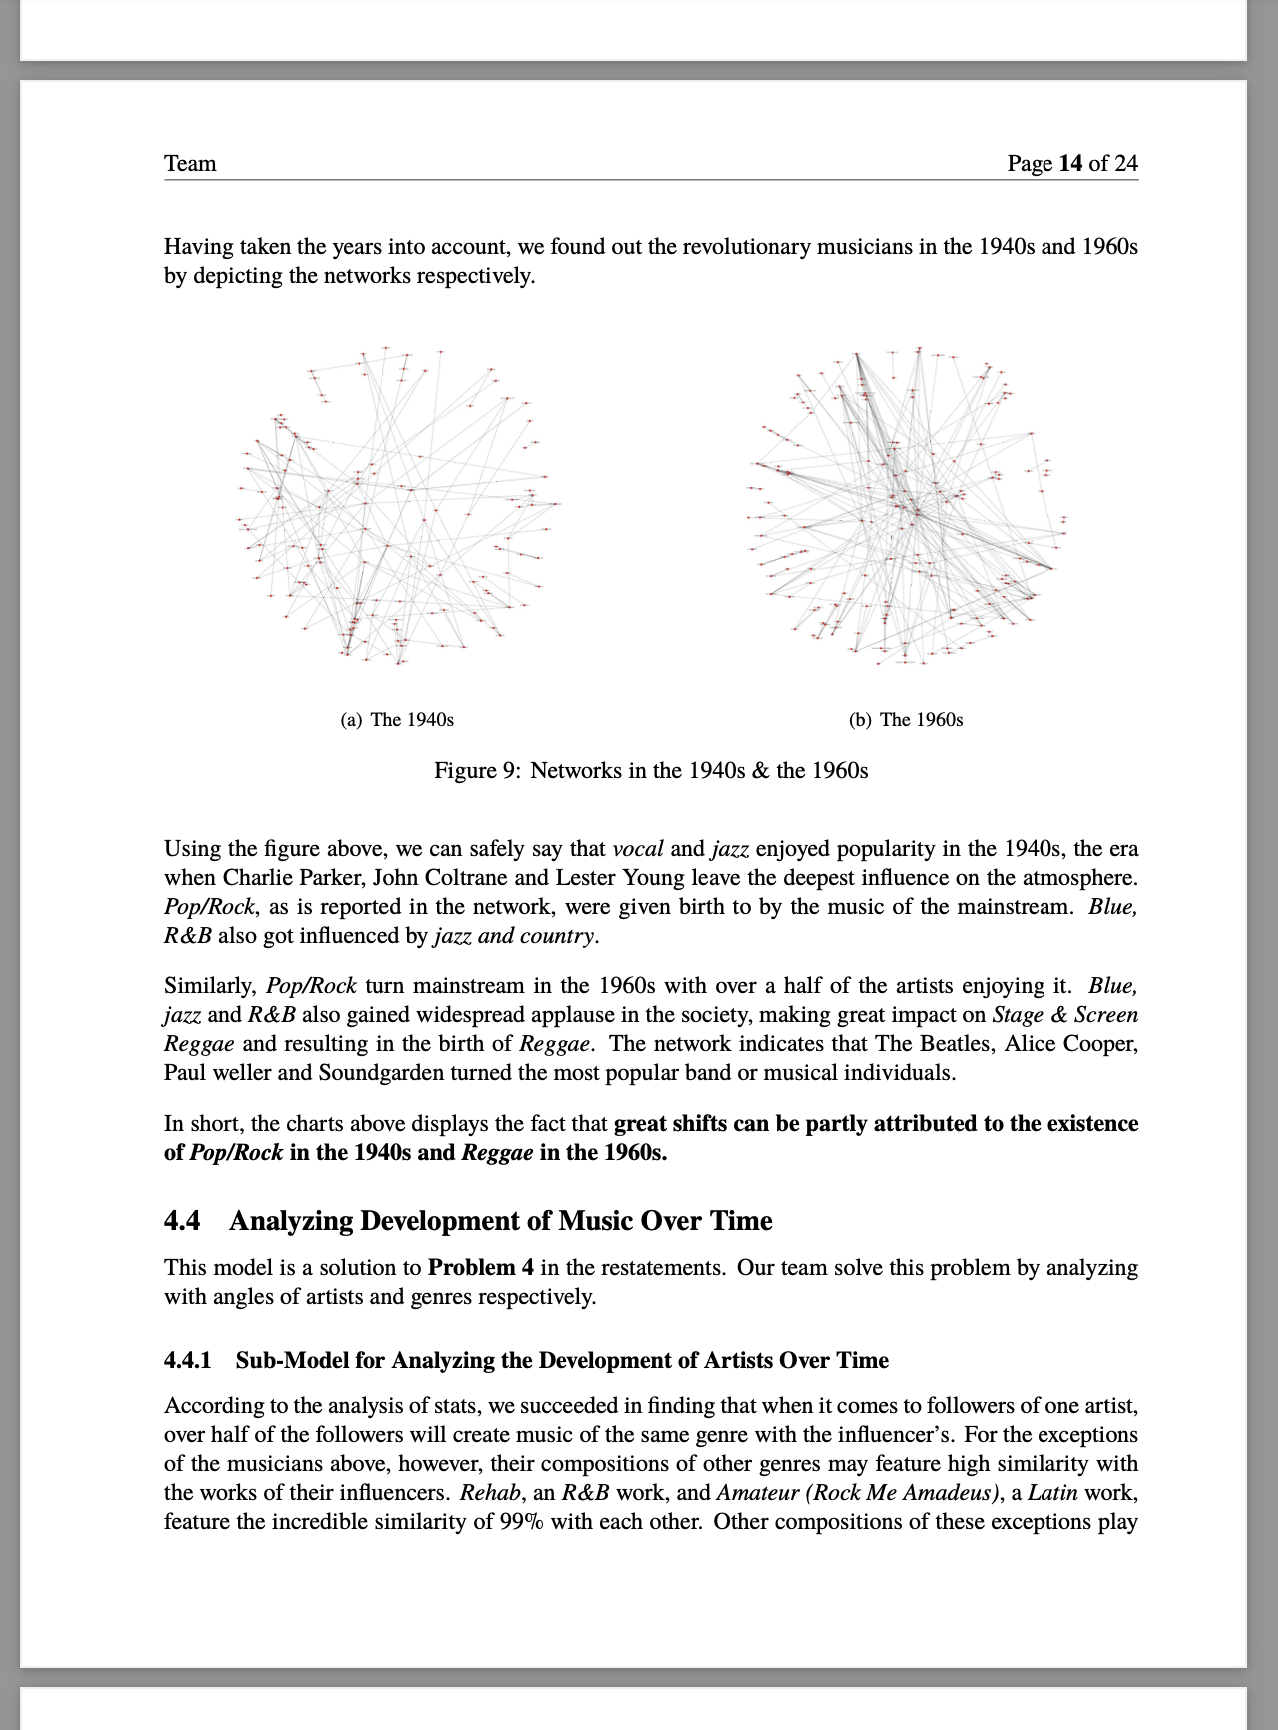 Team Page 14 of 24
Having taken the years into account, we found out the revolutionary musicians in the 1940s and 1960s
by depicting the networks respectively.
(a) The 1940s
(b) The 1960s
Figure 9: Networks in the 1940s & the 1960s
Using the figure above, we can safely say that vocal and jazz enjoyed popularity in the 1940s, the era
when Charlie Parker, John Coltrane and Lester Young leave the deepest influence on the atmosphere.
Pop/Rock, as is reported in the network, were given birth to by the music of the mainstream. Blue,
R&B also got influenced by jazz and country.
Similarly, Pop/Rock turn mainstream in the 1960s with over a half of the artists enjoying it. Blue,
jazz and R&B also gained widespread applause in the society, making great impact on Stage & Screen
Reggae and resulting in the birth of Reggae. The network indicates that The Beatles, Alice Cooper,
Paul weller and Soundgarden turned the most popular band or musical individuals.
In short, the charts above displays the fact that great shifts can be partly attributed to the existence
of Pop/Rock in the 1940s and Reggae in the 1960s.
4.4 Analyzing Development of Music Over Time
This model is a solution to Problem 4 in the restatements. Our team solve this problem by analyzing
with angles of artists and genres respectively.
4.4.1 Sub-Model for Analyzing the Development of Artists Over Time
According to the analysis of stats, we succeeded in finding that when it comes to followers of one artist,
over half of the followers will create music of the same genre with the influencer's. For the exceptions
of the musicians above, however, their compositions of other genres may feature high similarity with
the works of their influencers. Rehab, an R&B work, and Amateur (Rock Me Amadeus), a Latin work,
feature the incredible similarity of 99% with each other. Other compositions of these exceptions play